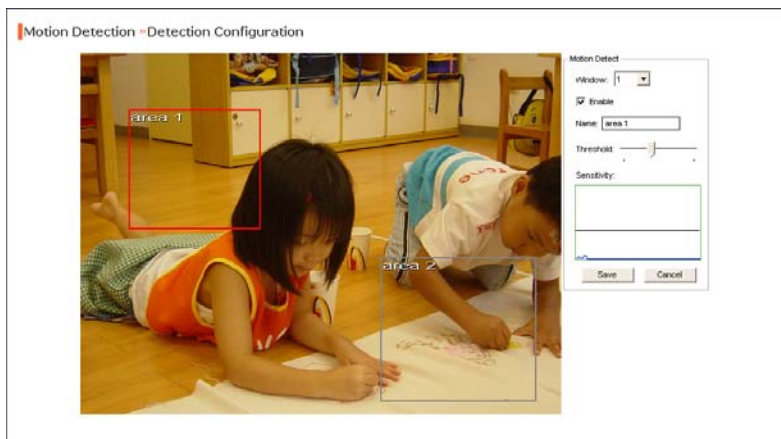 Motion Detection »Detection Configuration
Motion Detect
Window: 1
Enable
Name: area 1
Threshold:
Sensitivity:
Save Cancel
area 1
area 2